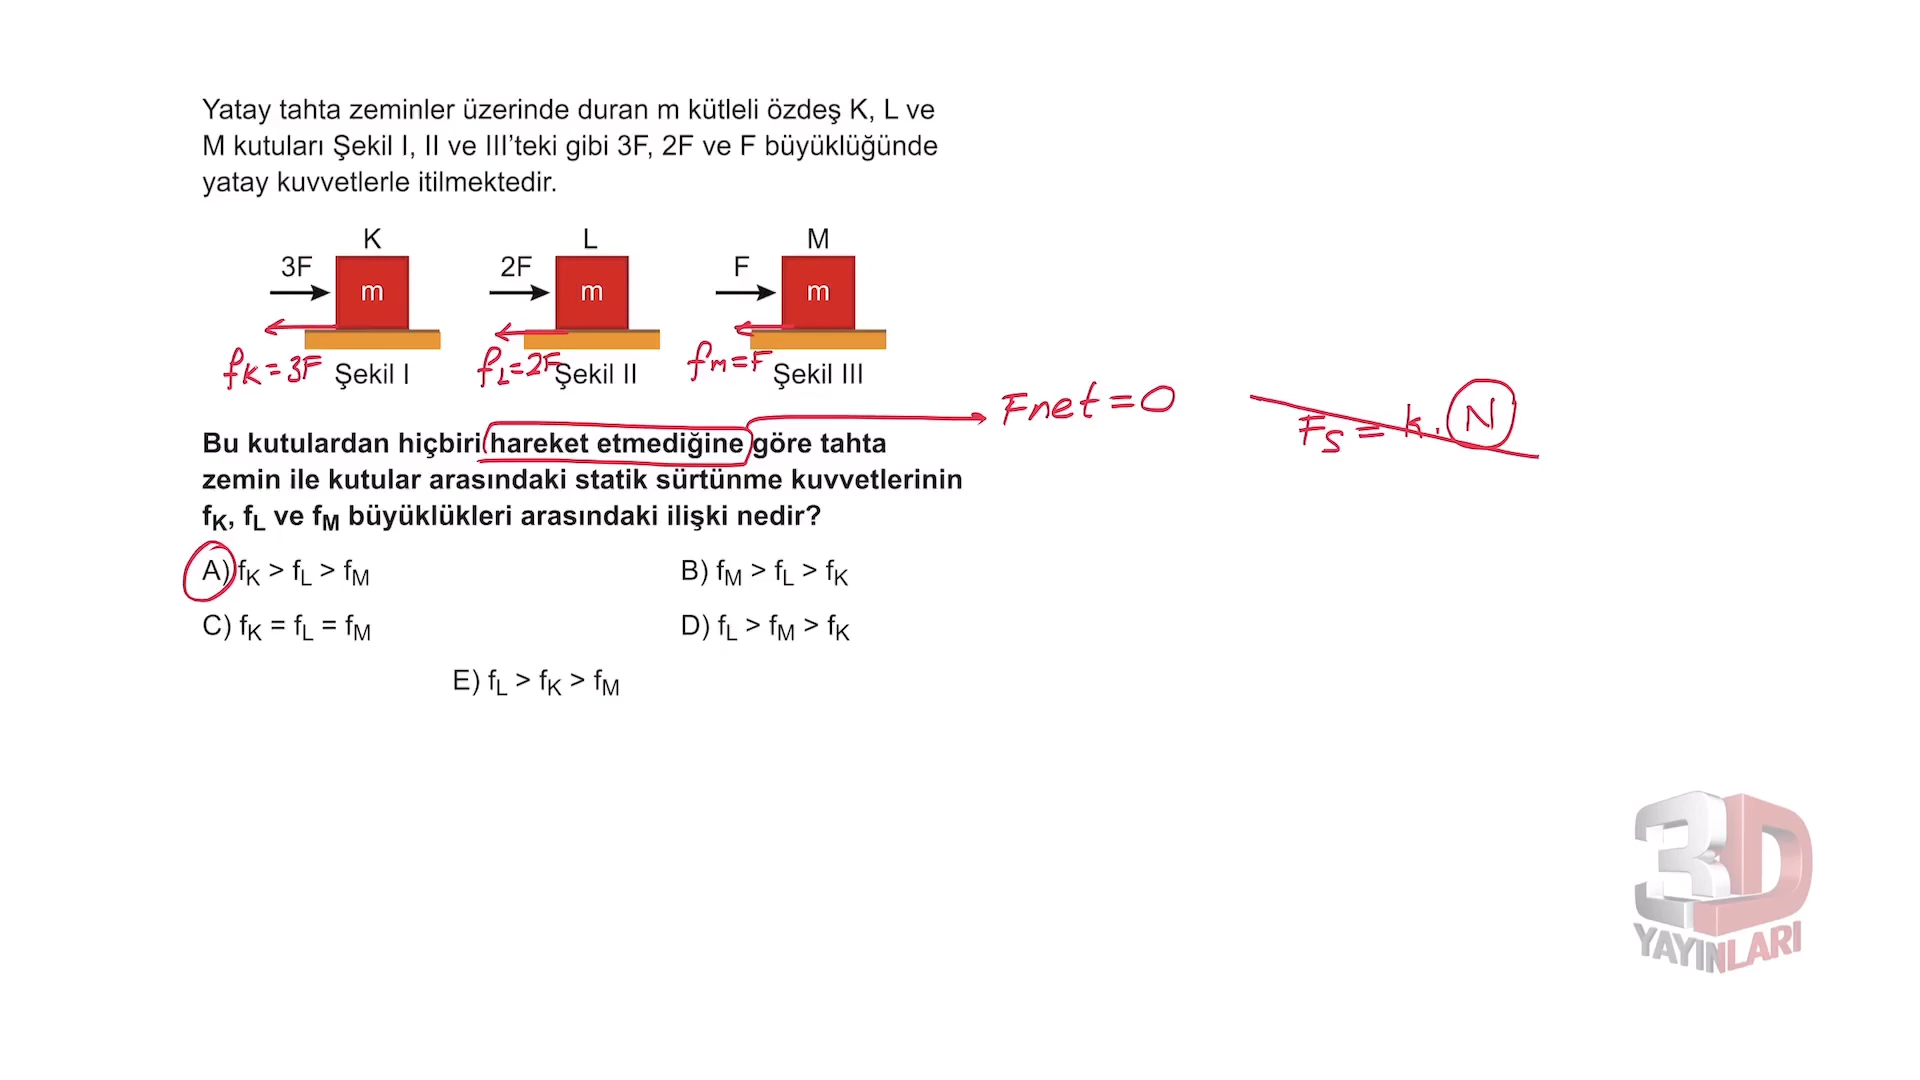 Yatay tahta zeminler üzerinde duran m kütleli özdeş K, L ve
M kutuları Şekil I, II ve III’teki gibi 3F, 2F ve F büyüklüğünde
yatay kuvvetlerle itilmektedir.
K L M
3F 2F F
m m m
fK = 3F fL = 2F fm = F
Şekil I Şekil II Şekil III
Fnet = 0
Fs = k . N
Bu kutulardan hiçbiri hareket etmediğine göre tahta
zemin ile kutular arasındaki statik sürtünme kuvvetlerinin
fK, fL ve fM büyüklükleri arasındaki ilişki nedir?
A) fK > fL > fM B) fM > fL > fK
C) fK = fL = fM D) fL > fM > fK
E) fL > fK > fM
3D
YAYINLARI